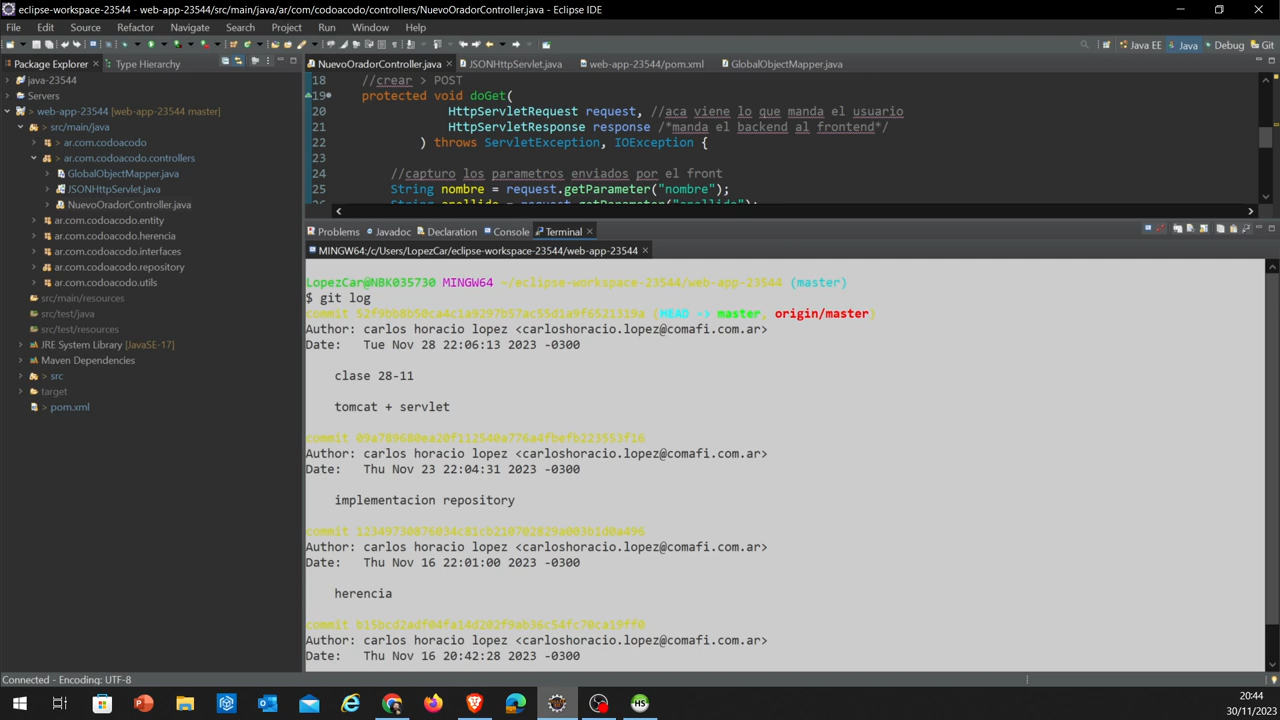 eclipse-workspace-23544 - web-app-23544/src/main/java/ar/com/codoacodo/controllers/NuevoOradorController.java - Eclipse IDE
File Edit Source Refactor Navigate Search Project Run Window Help
Java EE Java Debug Git
Package Explorer Type Hierarchy
java-23544
Servers
> web-app-23544 [web-app-23544 master]
> src/main/java
ar.com.codoacodo
> ar.com.codoacodo.controllers
GlobalObjectMapper.java
JSONHttpServlet.java
NuevoOradorController.java
ar.com.codoacodo.entity
ar.com.codoacodo.herencia
ar.com.codoacodo.interfaces
ar.com.codoacodo.repository
ar.com.codoacodo.utils
src/main/resources
src/test/java
src/test/resources
JRE System Library [JavaSE-17]
Maven Dependencies
> src
target
> pom.xml
NuevoOradorController.java JSONHttpServlet.java web-app-23544/pom.xml GlobalObjectMapper.java
18 //crear > POST
19 protected void doGet(
20 HttpServletRequest request, //aca viene lo que manda el usuario
21 HttpServletResponse response /*manda el backend al frontend*/
22 ) throws ServletException, IOException {
23
24 //capturo los parametros enviados por el front
25 String nombre = request.getParameter("nombre");
26 String apellido = request.getParameter("apellido");
Problems Javadoc Declaration Console Terminal
MINGW64:/c/Users/LopezCar/eclipse-workspace-23544/web-app-23544
LopezCar@NBK035730 MINGW64 ~/eclipse-workspace-23544/web-app-23544 (master)
$ git log
commit 52f9bb8b50ca4c1a9297b57ac55d1a9f6521319a (HEAD -> master, origin/master)
Author: carlos horacio lopez <carloshoracio.lopez@comafi.com.ar>
Date: Tue Nov 28 22:06:13 2023 -0300
clase 28-11
tomcat + servlet
commit 09a789680ea20f112540a776a4fbefb223553f16
Author: carlos horacio lopez <carloshoracio.lopez@comafi.com.ar>
Date: Thu Nov 23 22:04:31 2023 -0300
implementacion repository
commit 12349730876034c81cb210702829a003b1d0a496
Author: carlos horacio lopez <carloshoracio.lopez@comafi.com.ar>
Date: Thu Nov 16 22:01:00 2023 -0300
herencia
commit b15bcd2adf04fa14d202f9ab36c54fc70ca19ff0
Author: carlos horacio lopez <carloshoracio.lopez@comafi.com.ar>
Date: Thu Nov 16 20:42:28 2023 -0300
Connected - Encoding: UTF-8
HS
20:44
30/11/2023